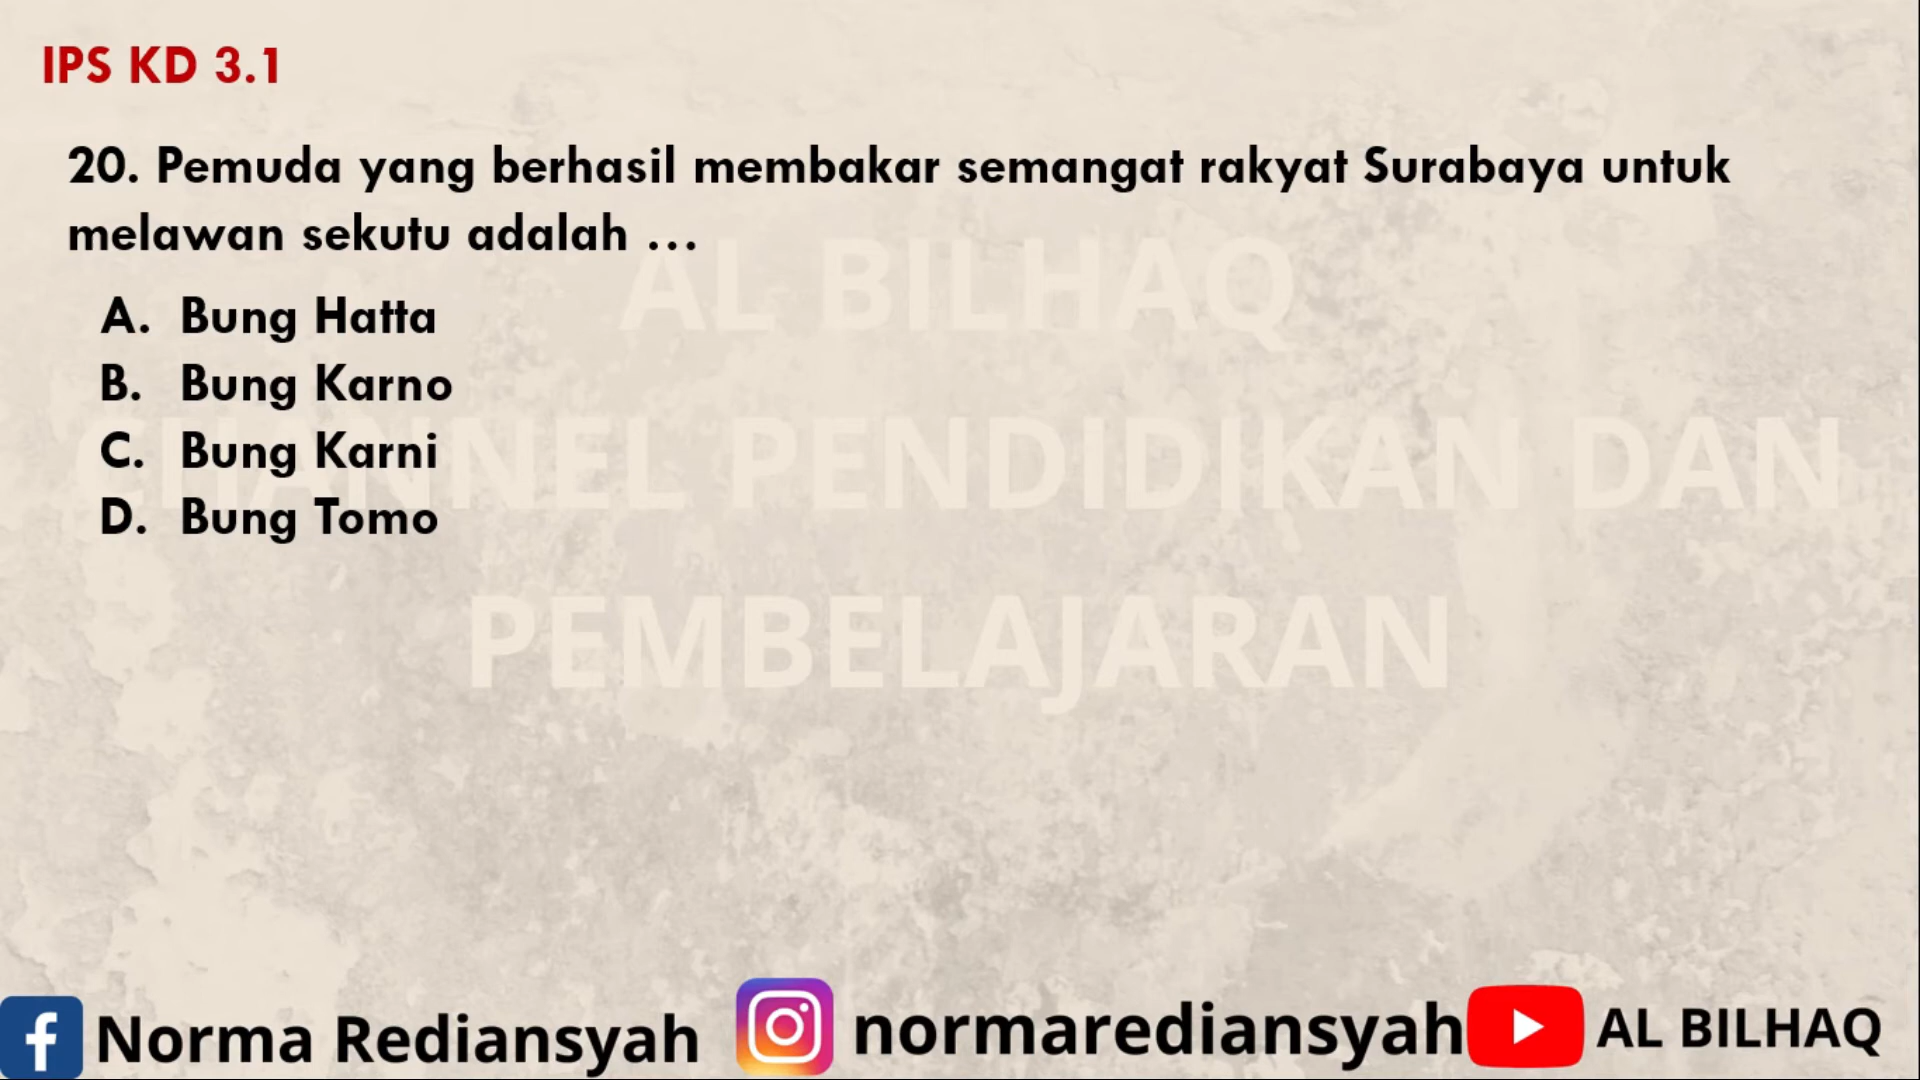 IPS KD 3.1
20. Pemuda yang berhasil membakar semangat rakyat Surabaya untuk
melawan sekutu adalah ...
A. Bung Hatta
B. Bung Karno
C. Bung Karni
D. Bung Tomo
AL BILHAQ
CHANNEL PENDIDIKAN DAN
PEMBELAJARAN
Norma Rediansyah
normarediansyah
AL BILHAQ